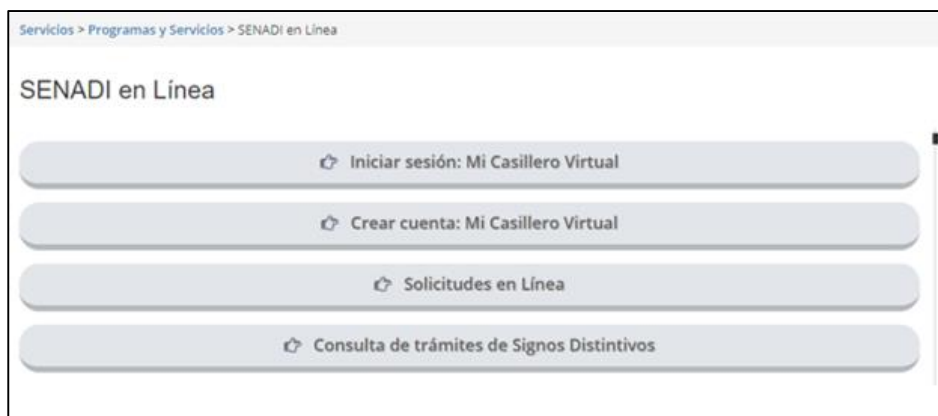 Servicios > Programas y Servicios > SENADI en Línea
SENADI en Línea
Iniciar sesión: Mi Casillero Virtual
Crear cuenta: Mi Casillero Virtual
Solicitudes en Línea
Consulta de trámites de Signos Distintivos